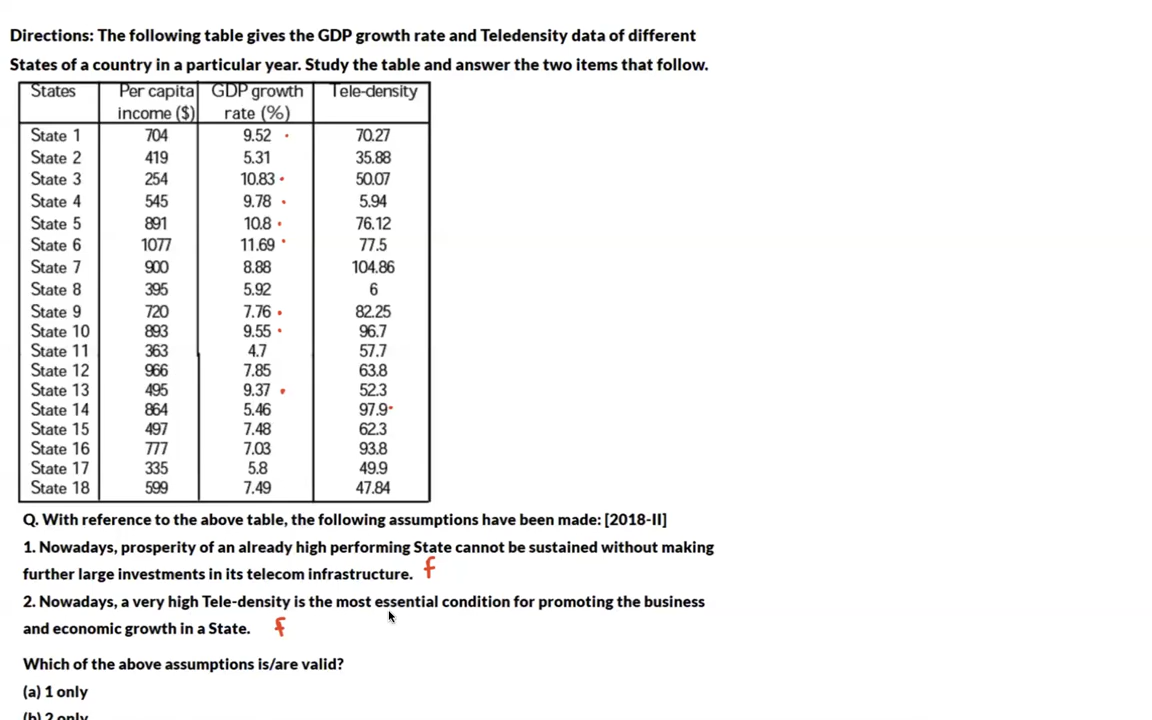 Directions: The following table gives the GDP growth rate and Teledensity data of different
States of a country in a particular year. Study the table and answer the two items that follow.
States Per capita income ($) GDP growth rate (%) Tele-density
State 1 704 9.52 70.27
State 2 419 5.31 35.88
State 3 254 10.83 50.07
State 4 545 9.78 5.94
State 5 891 10.8 76.12
State 6 1077 11.69 77.5
State 7 900 8.88 104.86
State 8 395 5.92 6
State 9 720 7.76 82.25
State 10 893 9.55 96.7
State 11 363 4.7 57.7
State 12 966 7.85 63.8
State 13 495 9.37 52.3
State 14 864 5.46 97.9
State 15 497 7.48 62.3
State 16 777 7.03 93.8
State 17 335 5.8 49.9
State 18 599 7.49 47.84
Q. With reference to the above table, the following assumptions have been made: [2018-II]
1. Nowadays, prosperity of an already high performing State cannot be sustained without making
further large investments in its telecom infrastructure. f
2. Nowadays, a very high Tele-density is the most essential condition for promoting the business
and economic growth in a State. f
Which of the above assumptions is/are valid?
(a) 1 only
(b) 2 only